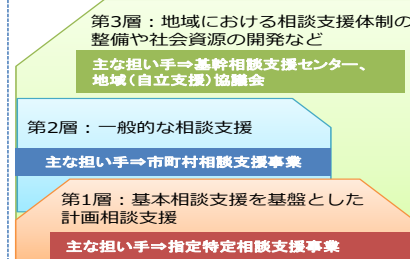 第3層：地域における相談支援体制の
整備や社会資源の開発など
主な担い手⇒基幹相談支援センター、
地域（自立支援）協議会
第2層：一般的な相談支援
主な担い手⇒市町村相談支援事業
第1層：基本相談支援を基盤とした
計画相談支援
主な担い手⇒指定特定相談支援事業